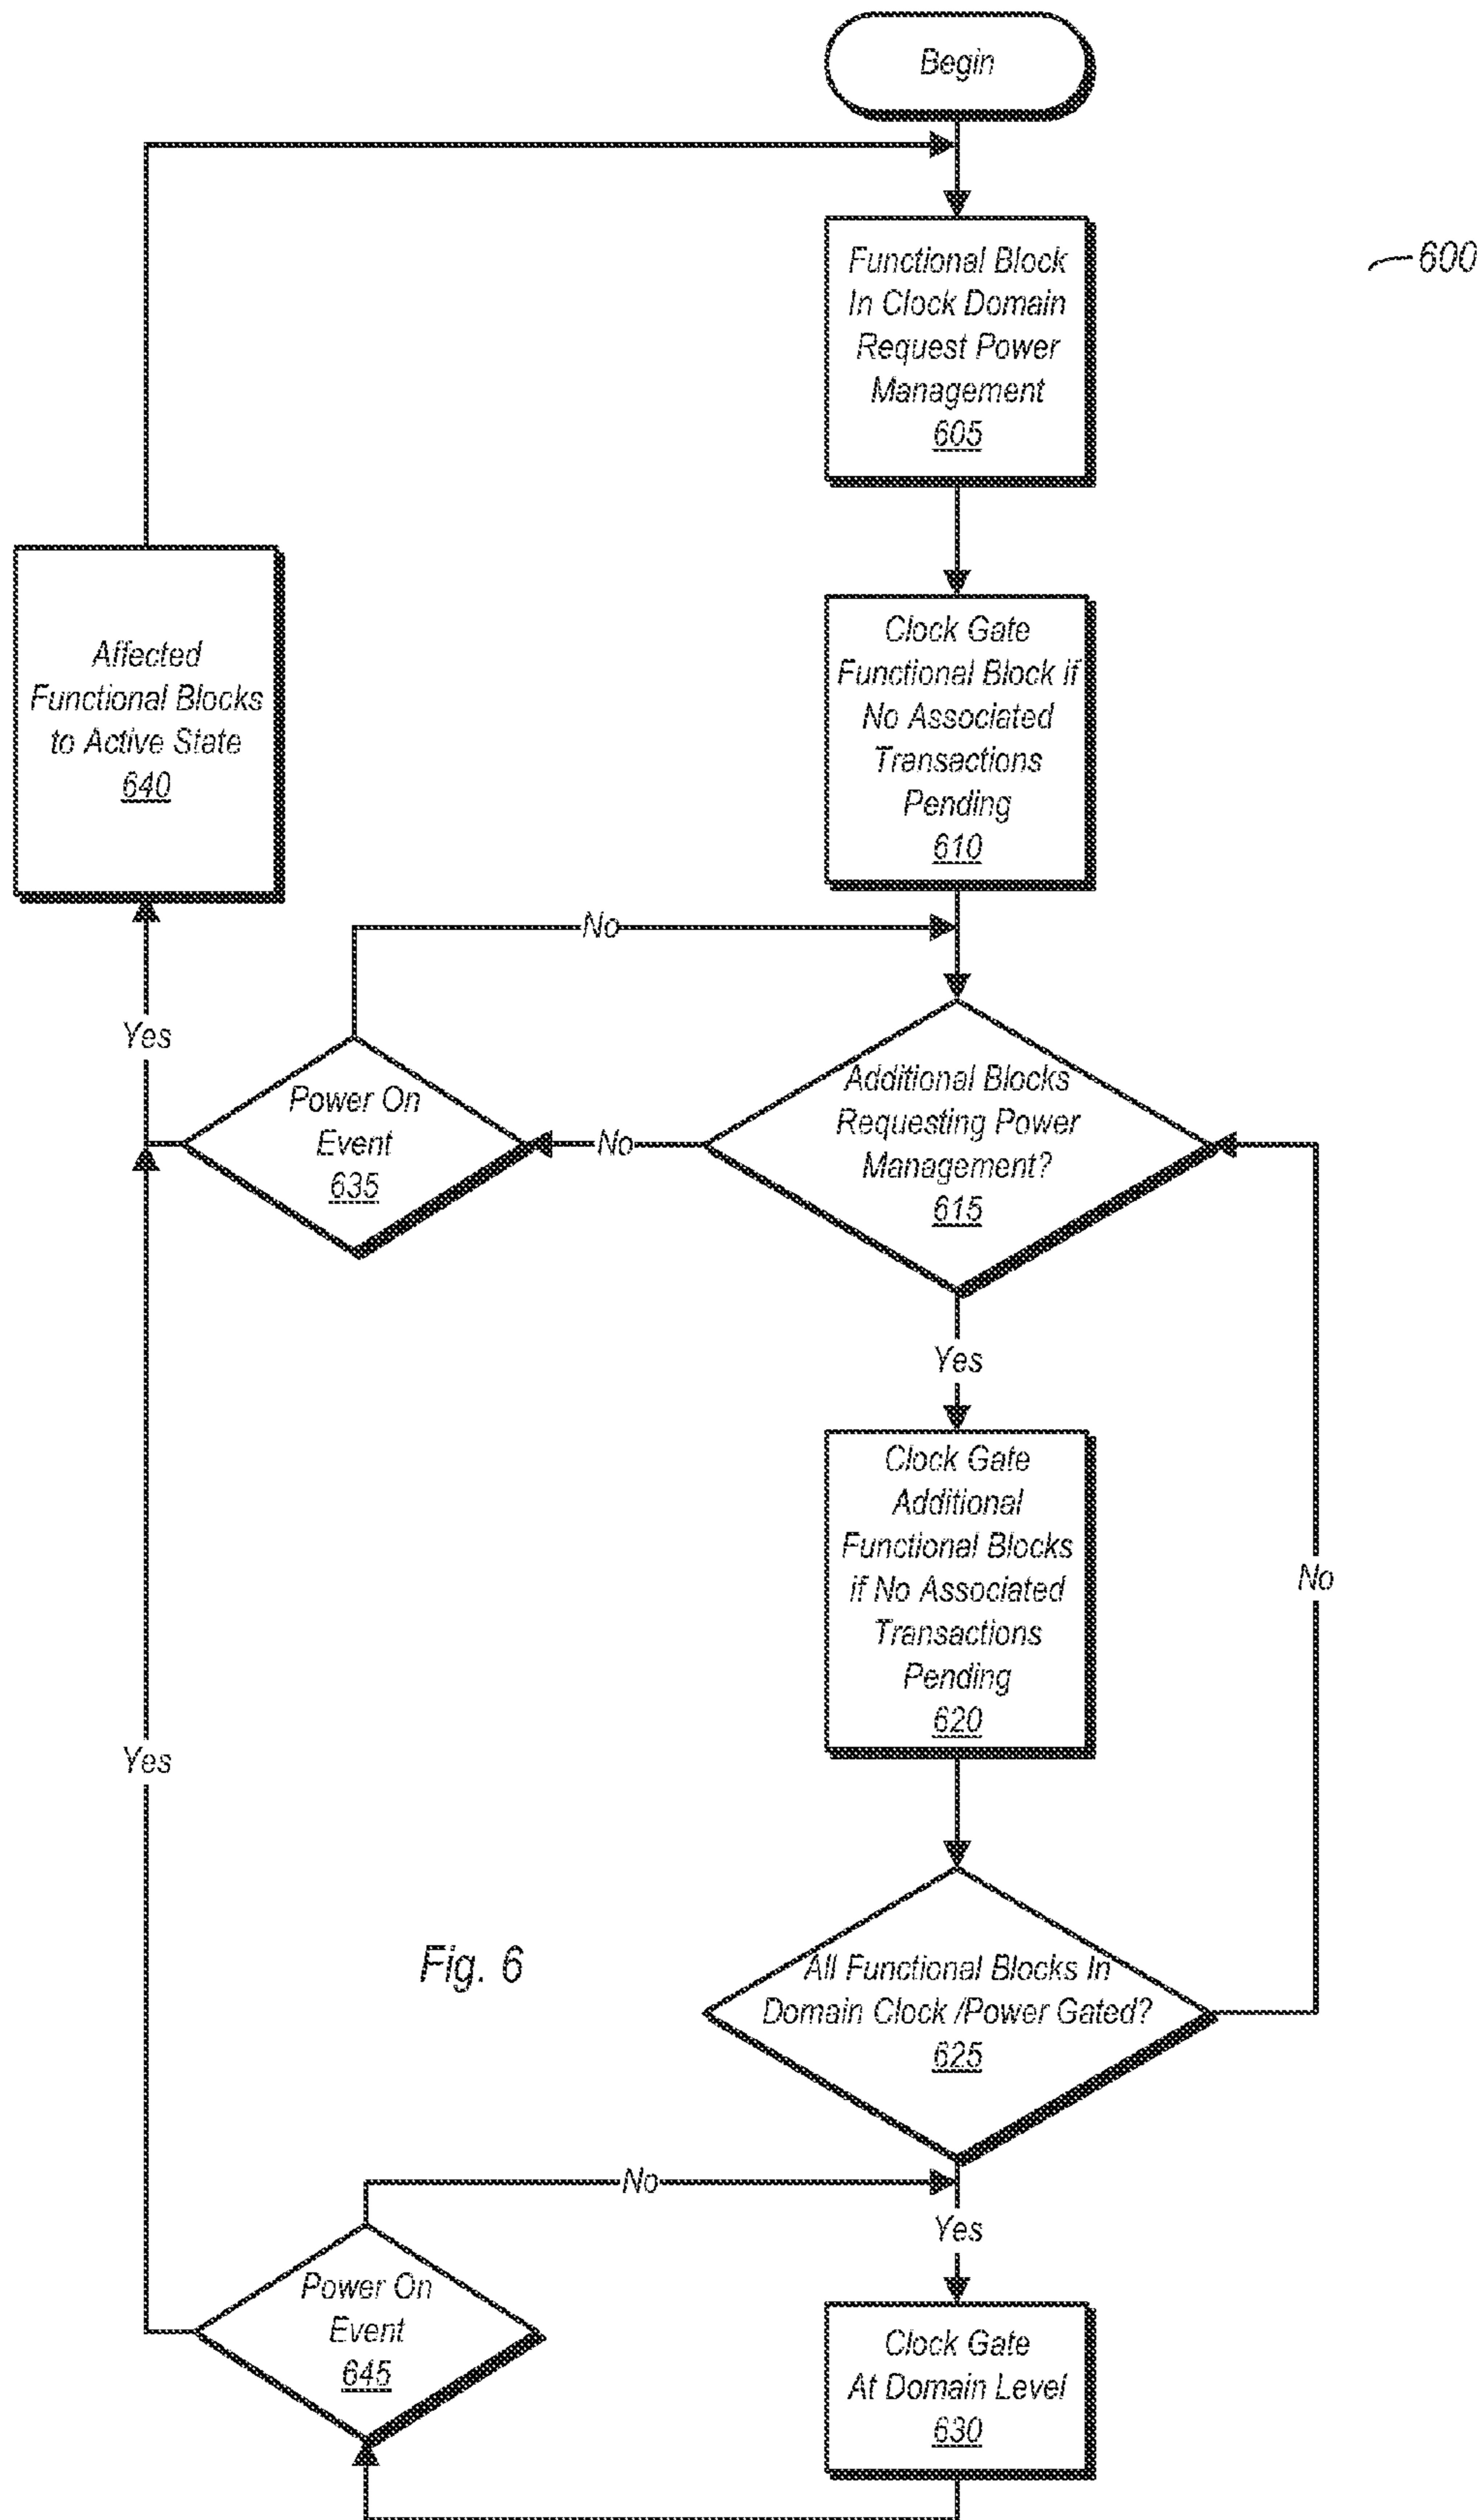 Begin
600
Functional Block
In Clock Domain
Request Power
Management
605
Clock Gate
Functional Block if
No Associated
Transactions
Pending
610
Affected
Functional Blocks
to Active State
640
No
Yes
Power On
Event
635
No
Additional Blocks
Requesting Power
Management?
615
Yes
Clock Gate
Additional
Functional Blocks
if No Associated
Transactions
Pending
620
No
Yes
Fig. 6
All Functional Blocks In
Domain Clock /Power Gated?
625
No
Yes
Power On
Event
645
Clock Gate
At Domain Level
630